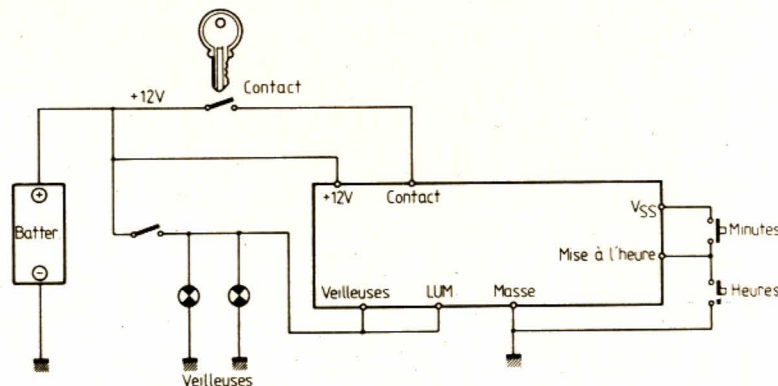 Contact
+12V
+
Batter.
−
+12V
Contact
VSS
Minutes
Mise à l'heure
Heures
Veilleuses
LUM
Masse
Veilleuses